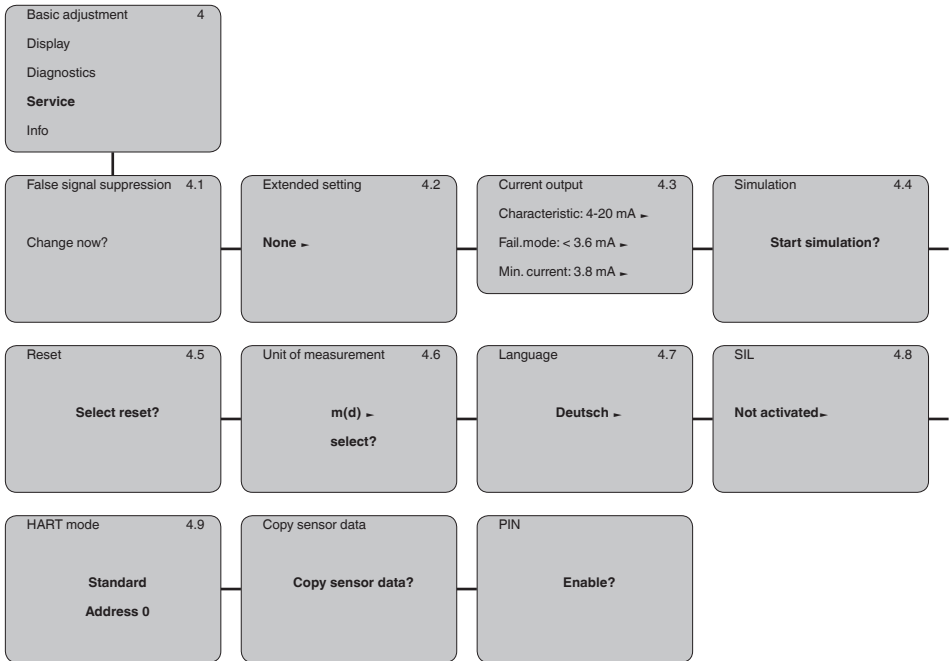 Basic adjustment 4
Display
Diagnostics
Service
Info
False signal suppression 4.1
Change now?
Extended setting 4.2
None ►
Current output 4.3
Characteristic: 4-20 mA ►
Fail.mode: < 3.6 mA ►
Min. current: 3.8 mA ►
Simulation 4.4
Start simulation?
Reset 4.5
Select reset?
Unit of measurement 4.6
m(d) ►
select?
Language 4.7
Deutsch ►
SIL 4.8
Not activated ►
HART mode 4.9
Standard
Address 0
Copy sensor data
Copy sensor data?
PIN
Enable?